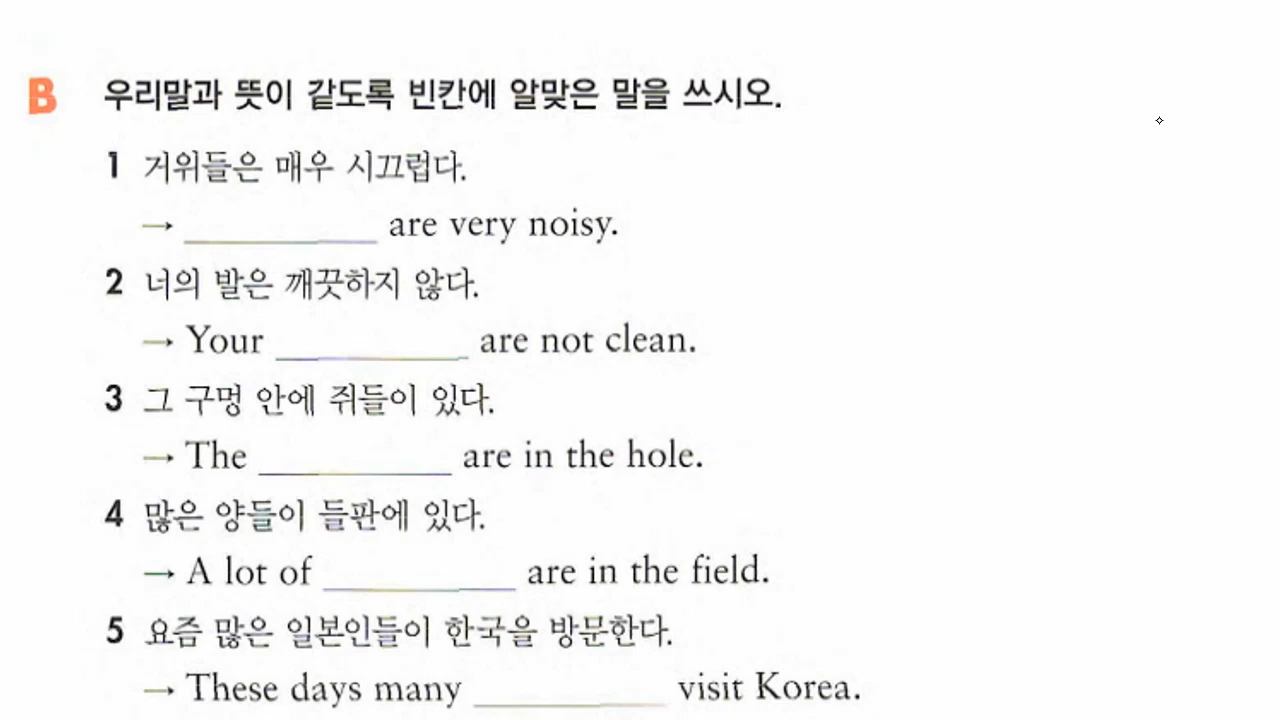 B 우리말과 뜻이 같도록 빈칸에 알맞은 말을 쓰시오.
1 거위들은 매우 시끄럽다.
→ __________ are very noisy.
2 너의 발은 깨끗하지 않다.
→ Your __________ are not clean.
3 그 구멍 안에 쥐들이 있다.
→ The __________ are in the hole.
4 많은 양들이 들판에 있다.
→ A lot of __________ are in the field.
5 요즘 많은 일본인들이 한국을 방문한다.
→ These days many __________ visit Korea.